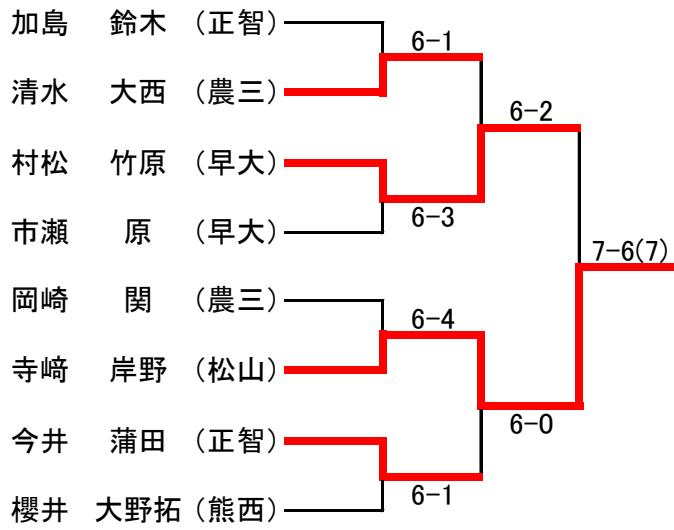 加島 鈴木 (正智)
6-1
清水 大西 (農三)
6-2
村松 竹原 (早大)
6-3
市瀬 原 (早大)
7-6(7)
岡崎 関 (農三)
6-4
寺﨑 岸野 (松山)
6-0
今井 蒲田 (正智)
6-1
櫻井 大野拓 (熊西)